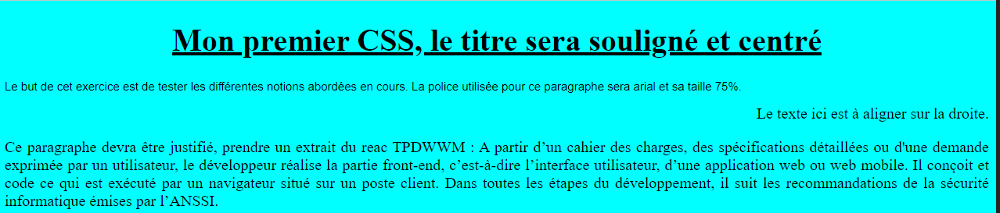 Mon premier CSS, le titre sera souligné et centré
Le but de cet exercice est de tester les différentes notions abordées en cours. La police utilisée pour ce paragraphe sera arial et sa taille 75%.
Le texte ici est à aligner sur la droite.
Ce paragraphe devra être justifié, prendre un extrait du reac TPDWWM : A partir d’un cahier des charges, des spécifications détaillées ou d'une demande
exprimée par un utilisateur, le développeur réalise la partie front-end, c’est-à-dire l’interface utilisateur, d’une application web ou web mobile. Il conçoit et
code ce qui est exécuté par un navigateur situé sur un poste client. Dans toutes les étapes du développement, il suit les recommandations de la sécurité
informatique émises par l’ANSSI.